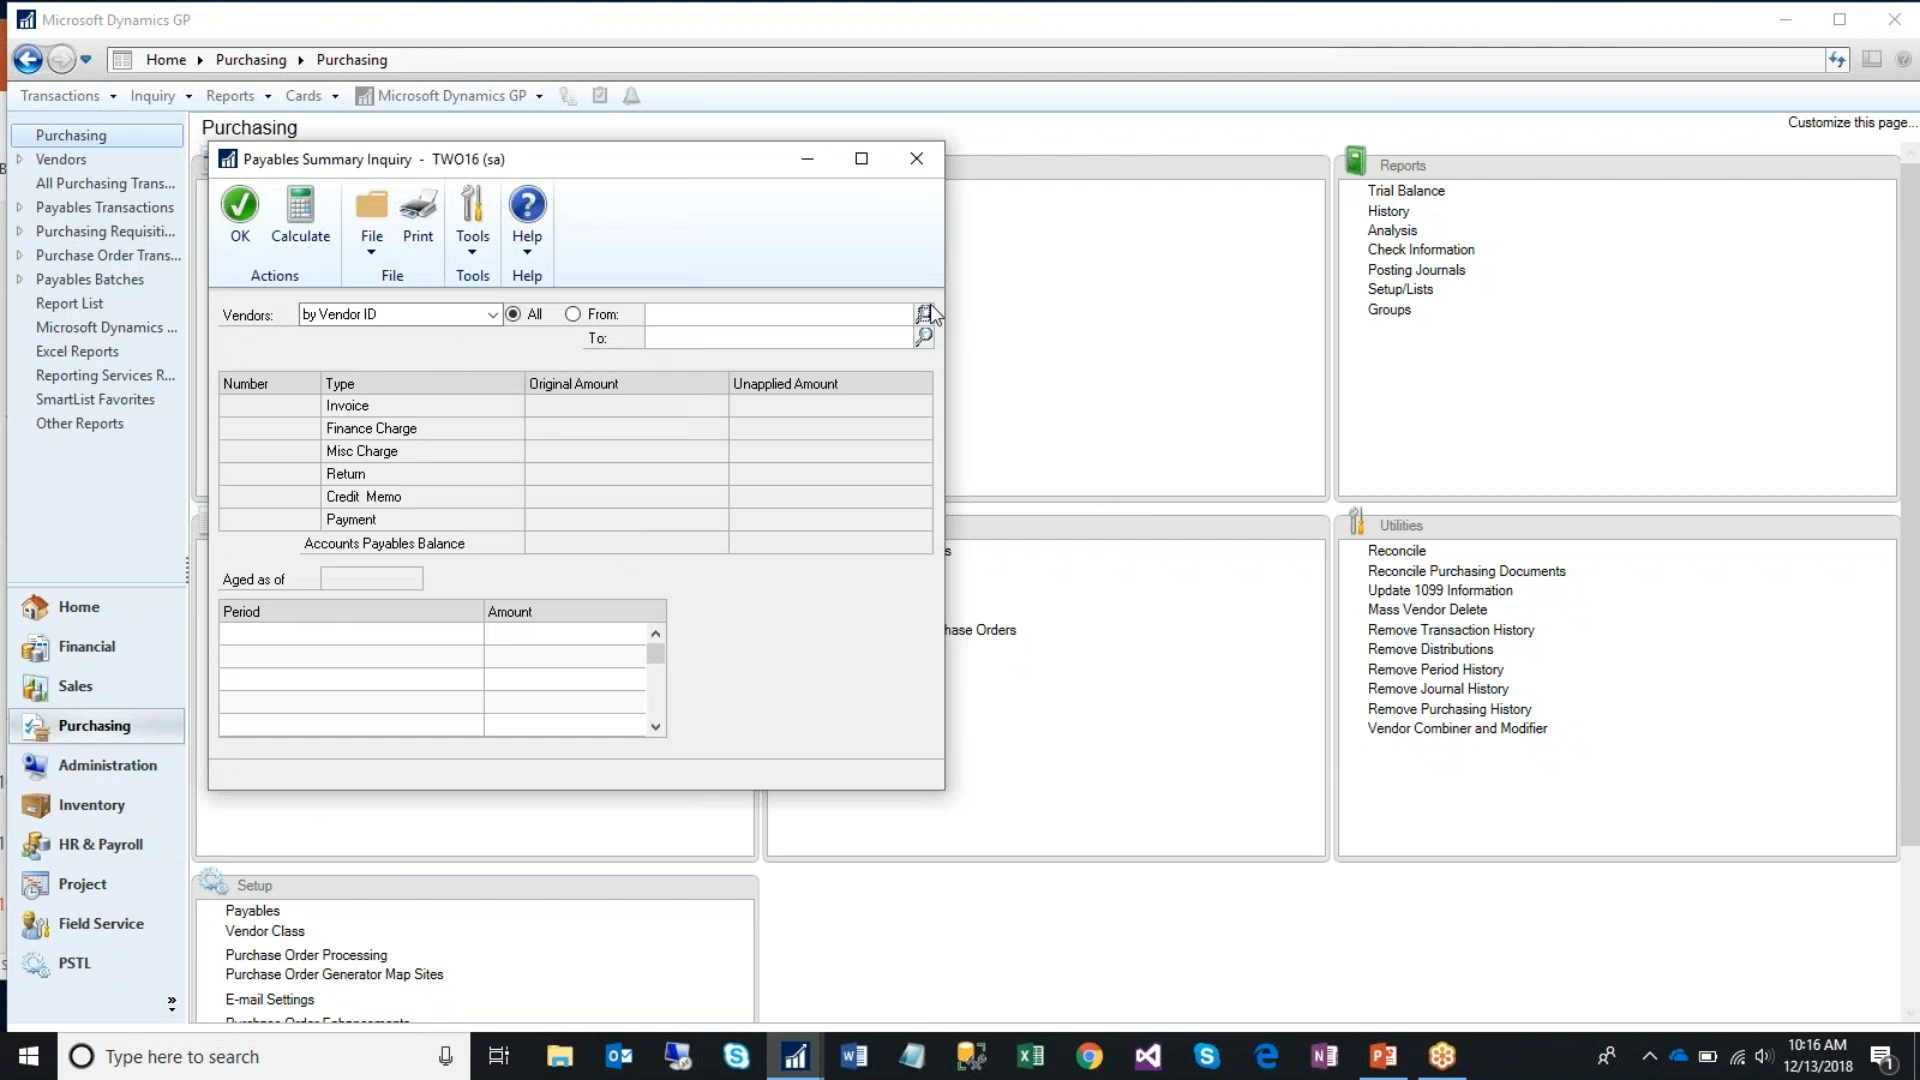 Microsoft Dynamics GP
Home Purchasing Purchasing
Transactions Inquiry Reports Cards Microsoft Dynamics GP
Purchasing
Vendors
All Purchasing Trans...
Payables Transactions
Purchasing Requisiti...
Purchase Order Trans...
Payables Batches
Report List
Microsoft Dynamics ...
Excel Reports
Reporting Services R...
SmartList Favorites
Other Reports
Home
Financial
Sales
Purchasing
Administration
Inventory
HR & Payroll
Project
Field Service
PSTL
Purchasing
Customize this page...
Payables Summary Inquiry - TWO16 (sa)
OK Calculate File Print Tools Help
Actions File Tools Help
Vendors: by Vendor ID All From:
To:
Number Type Original Amount Unapplied Amount
Invoice
Finance Charge
Misc Charge
Return
Credit Memo
Payment
Accounts Payables Balance
Aged as of
Period Amount
hase Orders
Reports
Trial Balance
History
Analysis
Check Information
Posting Journals
Setup/Lists
Groups
Utilities
Reconcile
Reconcile Purchasing Documents
Update 1099 Information
Mass Vendor Delete
Remove Transaction History
Remove Distributions
Remove Period History
Remove Journal History
Remove Purchasing History
Vendor Combiner and Modifier
Setup
Payables
Vendor Class
Purchase Order Processing
Purchase Order Generator Map Sites
E-mail Settings
Purchase Order Enhancements
Type here to search
10:16 AM
12/13/2018
1